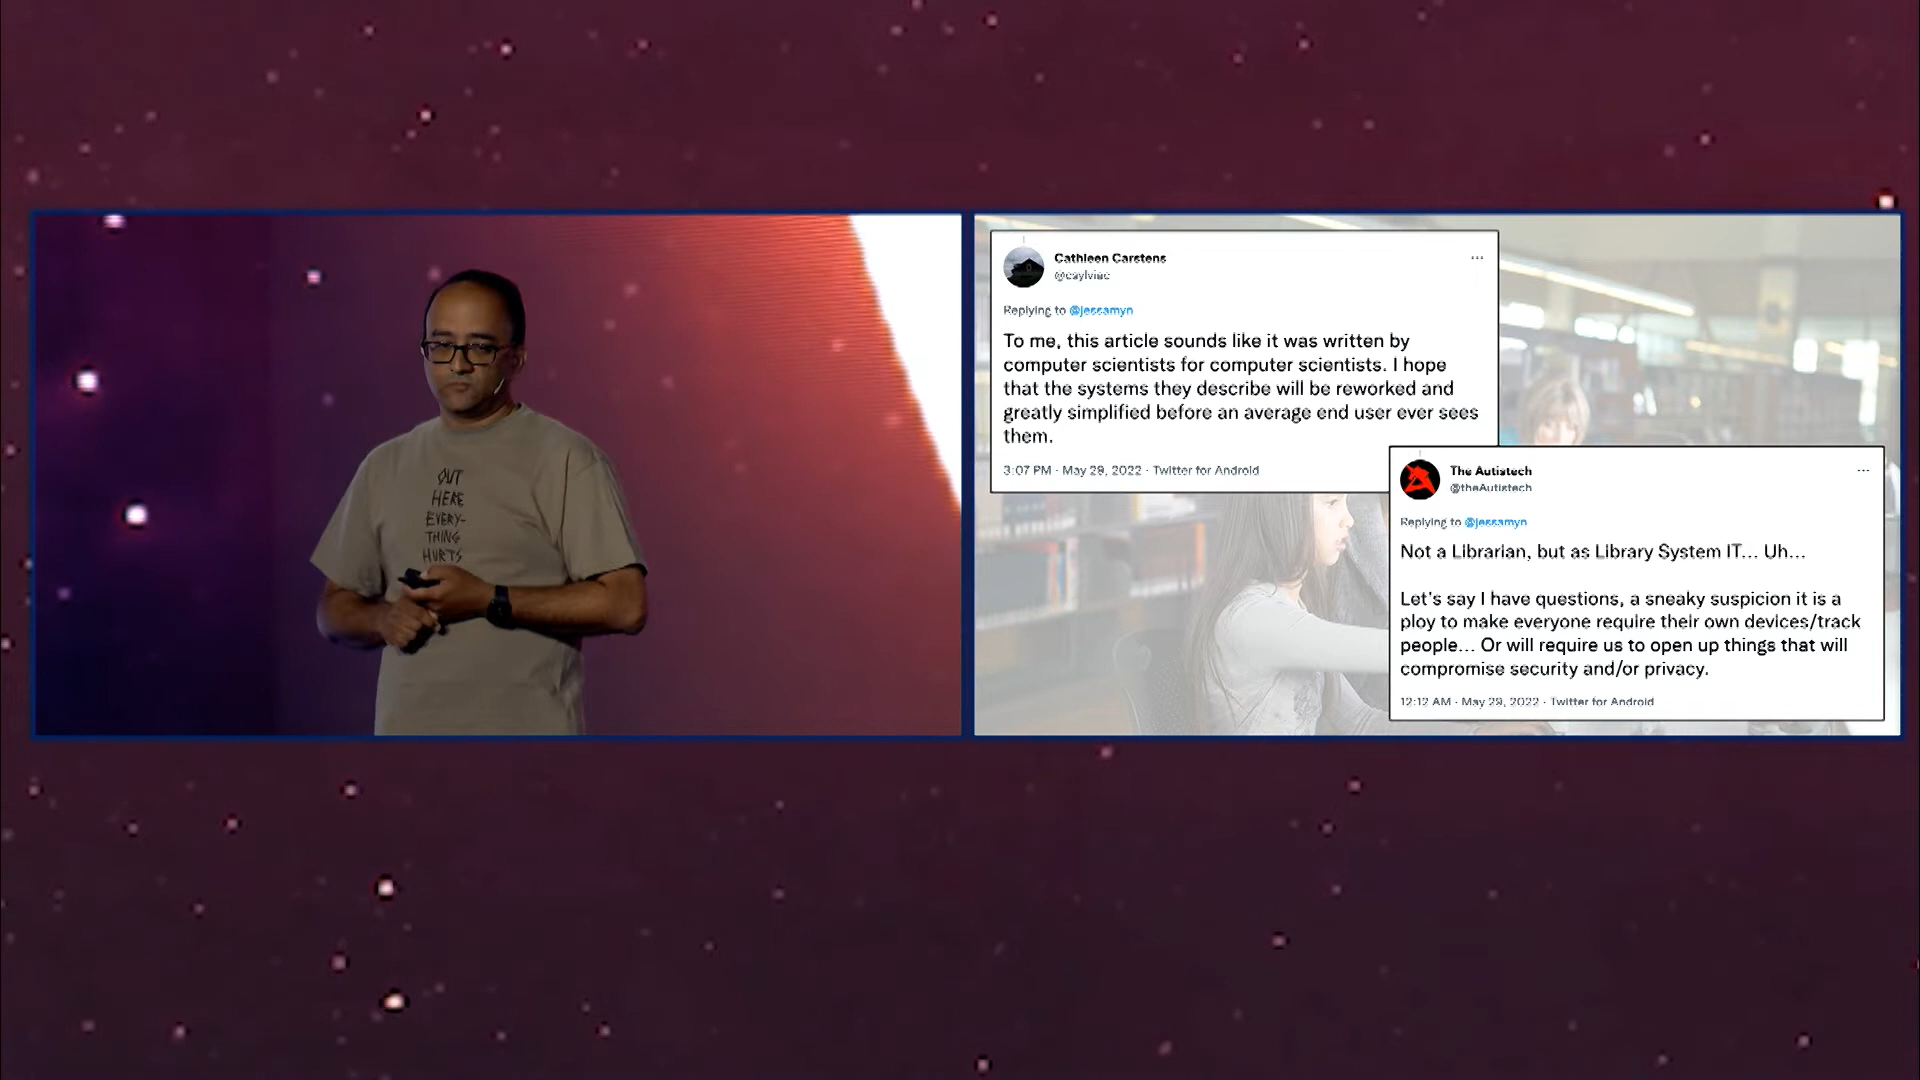 OUT
HERE
EVERY-
THING
HURTS
Cathleen Carstens
@csylviac
Replying to @jessamyn
To me, this article sounds like it was written by
computer scientists for computer scientists. I hope
that the systems they describe will be reworked and
greatly simplified before an average end user ever sees
them.
3:07 PM · May 29, 2022 · Twitter for Android
The Autistech
@theAutistech
Replying to @jessamyn
Not a Librarian, but as Library System IT... Uh...
Let's say I have questions, a sneaky suspicion it is a
ploy to make everyone require their own devices/track
people... Or will require us to open up things that will
compromise security and/or privacy.
12:12 AM · May 29, 2022 · Twitter for Android